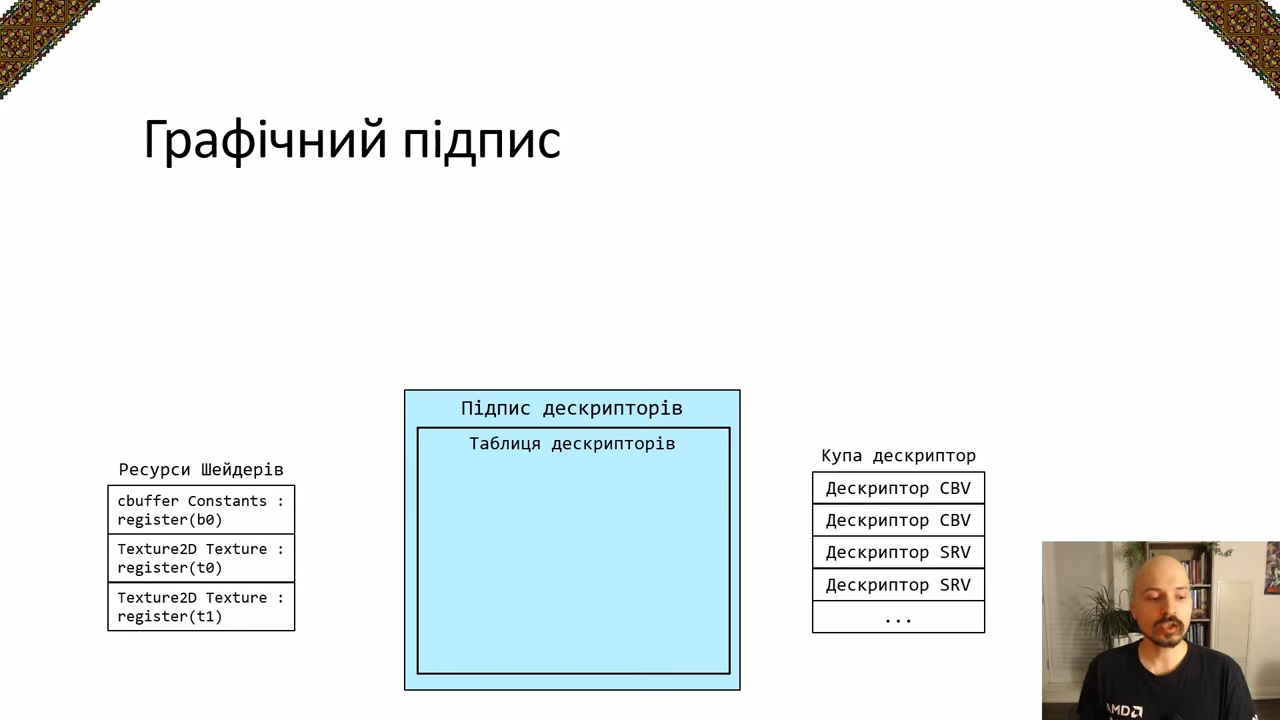 Графічний підпис
Ресурси Шейдерів
cbuffer Constants :
register(b0)
Texture2D Texture :
register(t0)
Texture2D Texture :
register(t1)
Підпис дескрипторів
Таблиця дескрипторів
Купа дескриптор
Дескриптор CBV
Дескриптор CBV
Дескриптор SRV
Дескриптор SRV
...
AMD